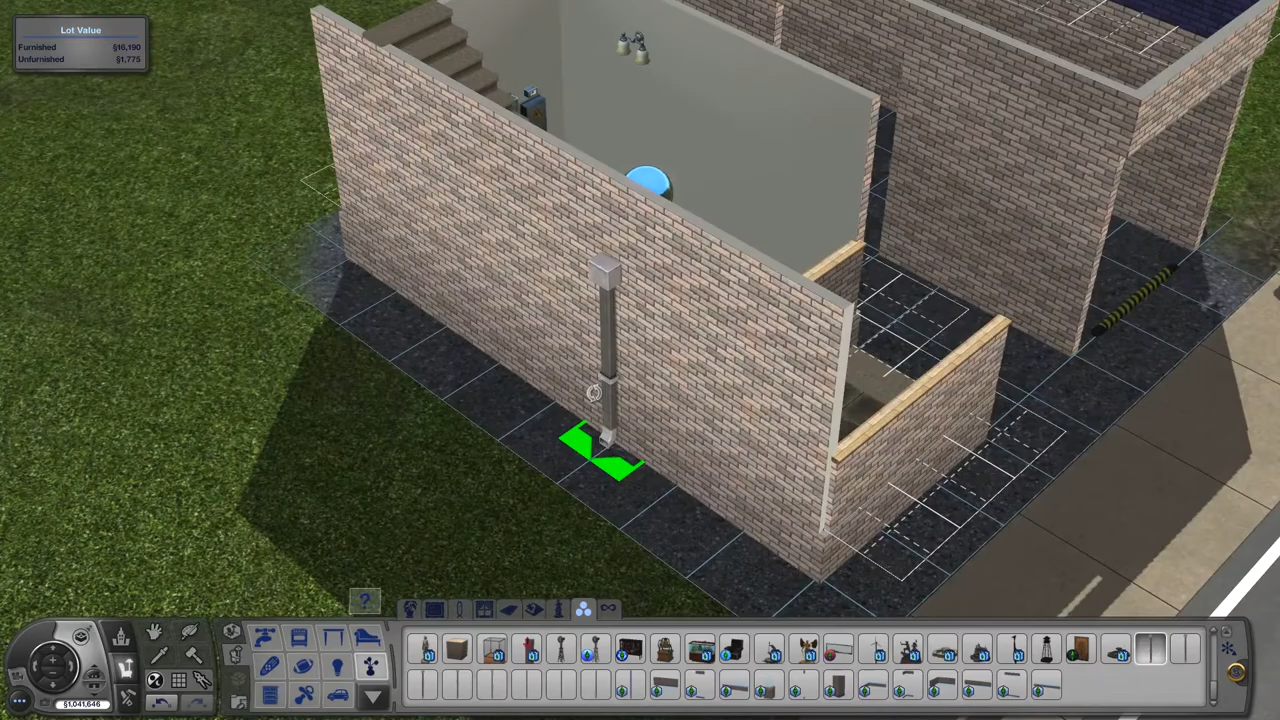 Lot Value
Furnished §16,190
Unfurnished §1,775
?
§1,041,646